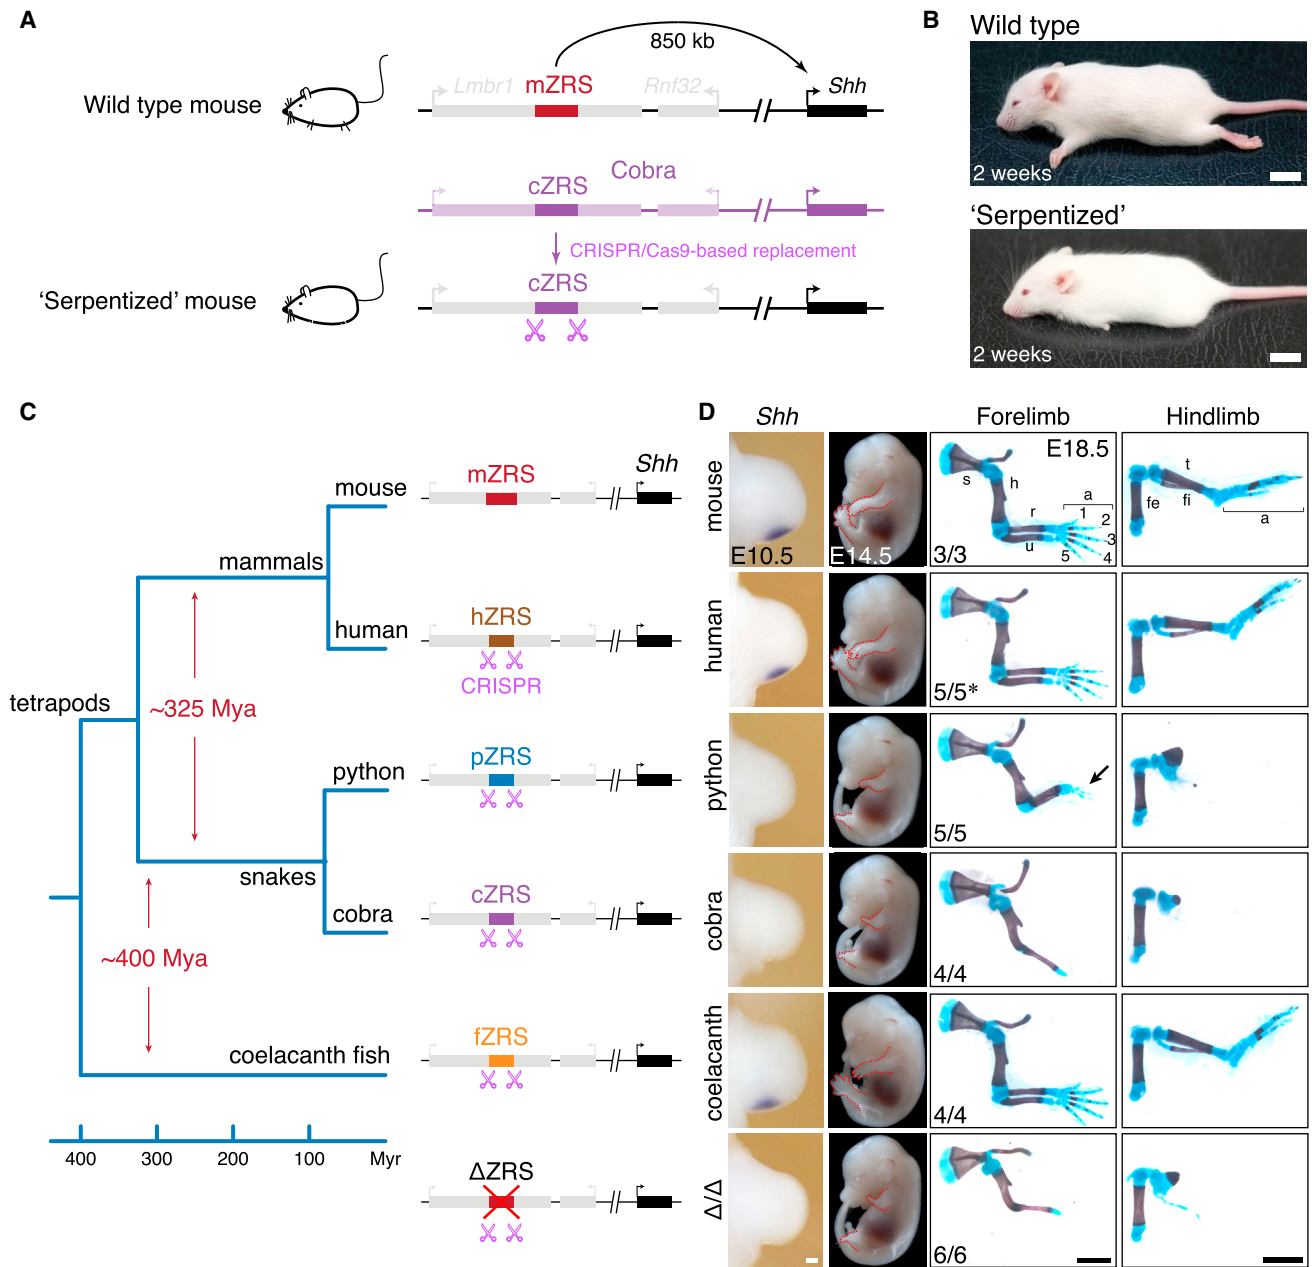 A
850 kb
Lmbr1
mZRS
Rnf32
Shh
Wild type mouse
Cobra
cZRS
CRISPR/Cas9-based replacement
cZRS
'Serpentized' mouse
B
Wild type
2 weeks
'Serpentized'
2 weeks
C
Shh
mouse
mZRS
mammals
human
hZRS
CRISPR
tetrapods
~325 Mya
python
pZRS
snakes
cobra
cZRS
~400 Mya
coelacanth fish
fZRS
400 300 200 100 Myr
ΔZRS
D
Shh
Forelimb
Hindlimb
mouse
E10.5
E14.5
E18.5
s
h
r
u
a
1
2
3
4
5
3/3
t
fe
fi
a
human
5/5*
python
5/5
cobra
4/4
coelacanth
4/4
Δ/Δ
6/6